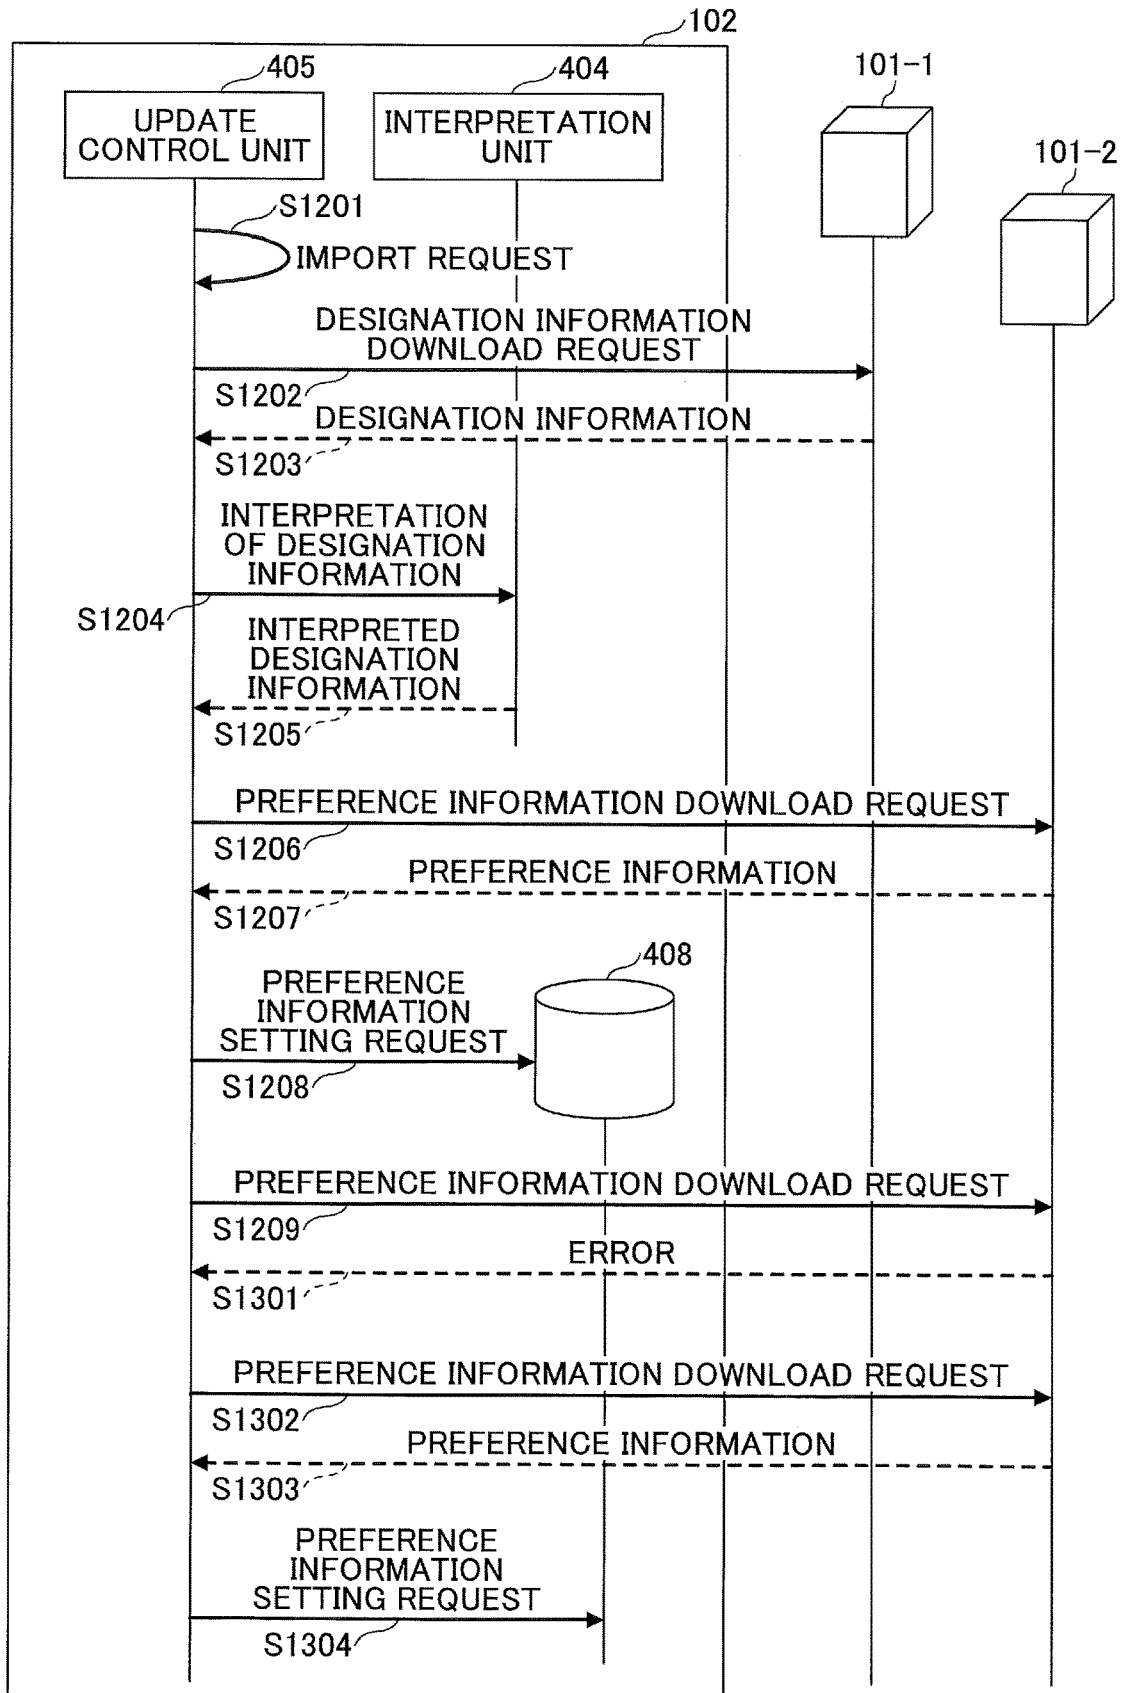 102
405
404
101-1
UPDATE
CONTROL UNIT
INTERPRETATION
UNIT
101-2
S1201
IMPORT REQUEST
DESIGNATION INFORMATION
DOWNLOAD REQUEST
S1202
DESIGNATION INFORMATION
S1203
INTERPRETATION
OF DESIGNATION
INFORMATION
S1204
INTERPRETED
DESIGNATION
INFORMATION
S1205
PREFERENCE INFORMATION DOWNLOAD REQUEST
S1206
PREFERENCE INFORMATION
S1207
408
PREFERENCE
INFORMATION
SETTING REQUEST
S1208
PREFERENCE INFORMATION DOWNLOAD REQUEST
S1209
ERROR
S1301
PREFERENCE INFORMATION DOWNLOAD REQUEST
S1302
PREFERENCE INFORMATION
S1303
PREFERENCE
INFORMATION
SETTING REQUEST
S1304